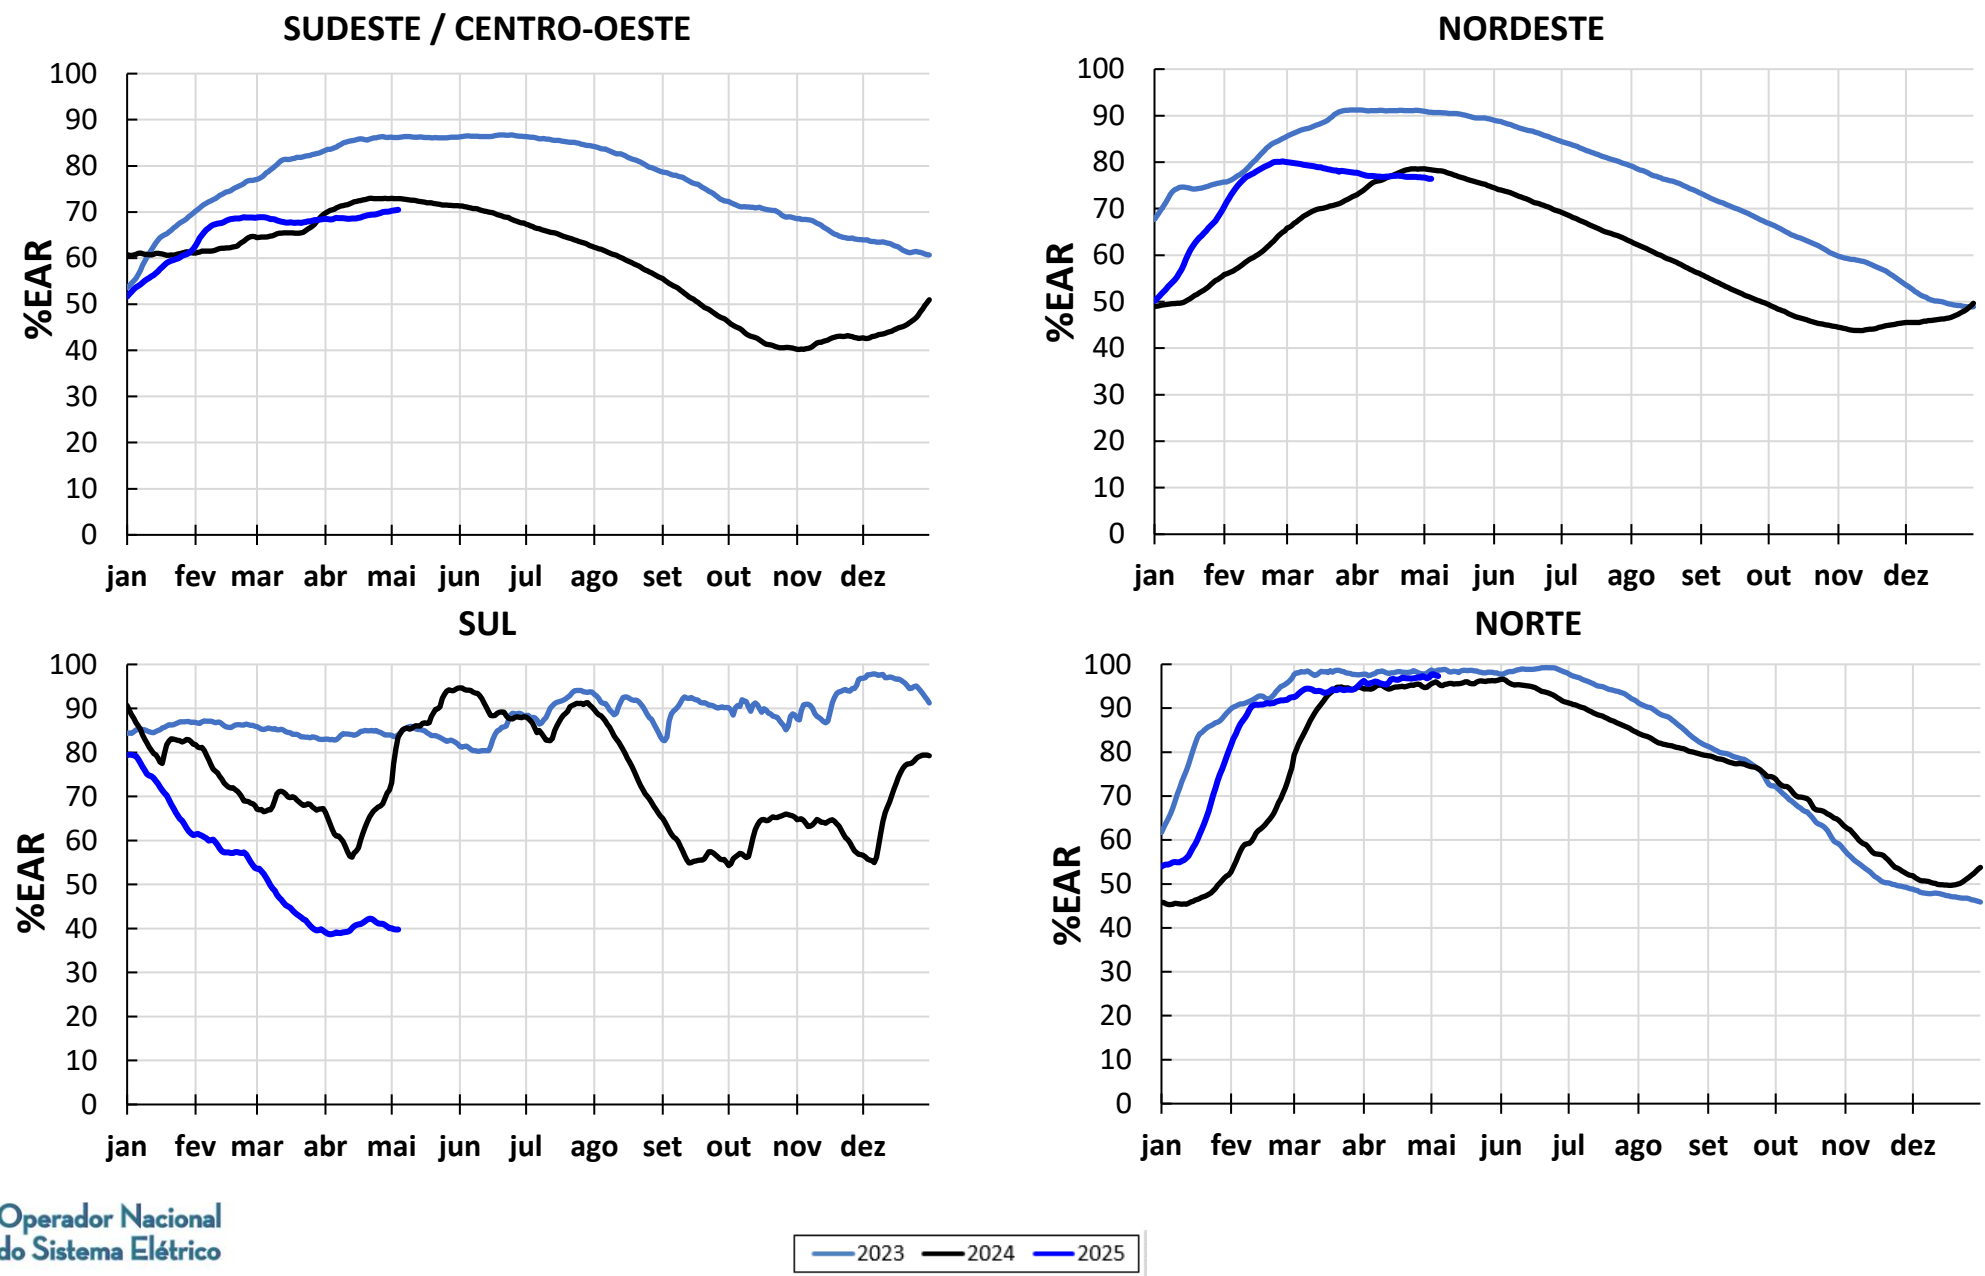 SUDESTE / CENTRO-OESTE
%EAR
100
90
80
70
60
50
40
30
20
10
0
jan fev mar abr mai jun jul ago set out nov dez
NORDESTE
%EAR
100
90
80
70
60
50
40
30
20
10
0
jan fev mar abr mai jun jul ago set out nov dez
SUL
%EAR
100
90
80
70
60
50
40
30
20
10
0
jan fev mar abr mai jun jul ago set out nov dez
NORTE
%EAR
100
90
80
70
60
50
40
30
20
10
0
jan fev mar abr mai jun jul ago set out nov dez
Operador Nacional
do Sistema Elétrico
2023 2024 2025